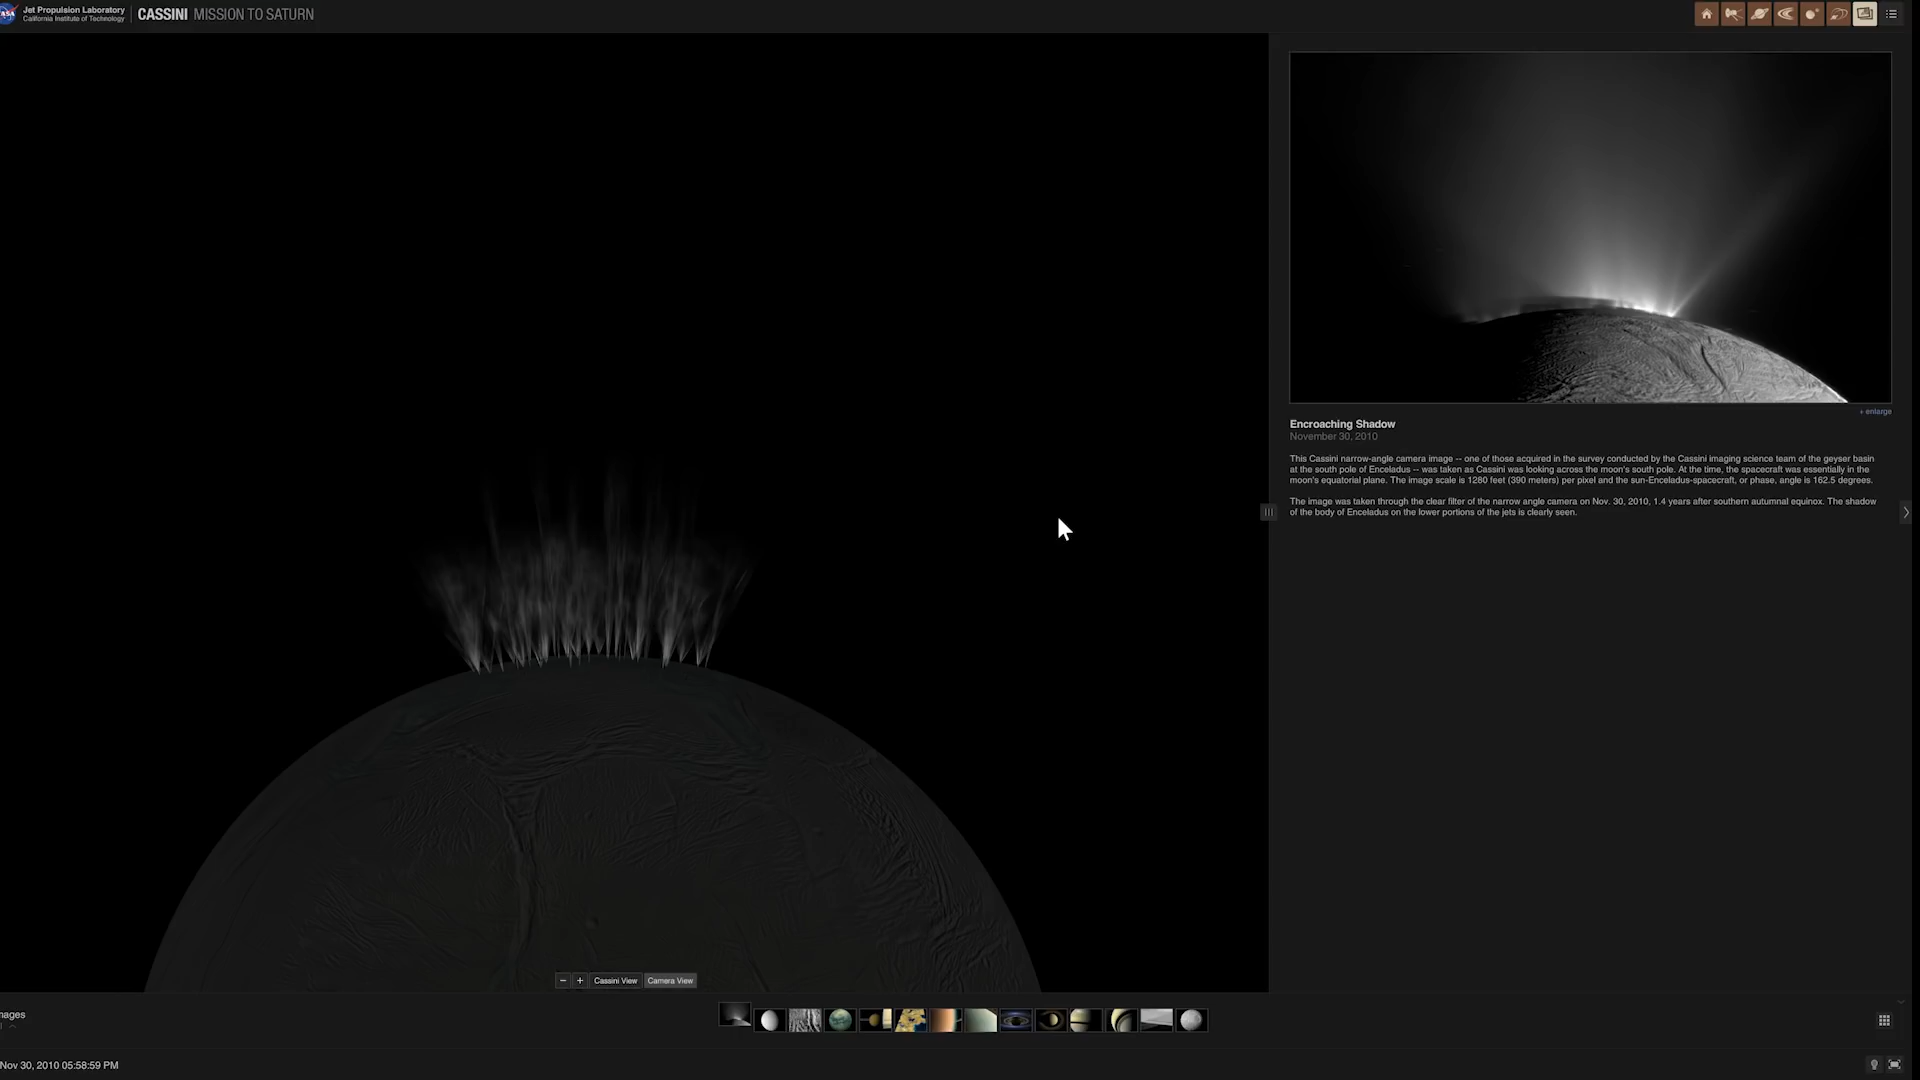 NASA
Jet Propulsion Laboratory
California Institute of Technology
CASSINI MISSION TO SATURN
+ enlarge
Encroaching Shadow
November 30, 2010
This Cassini narrow-angle camera image -- one of those acquired in the survey conducted by the Cassini imaging science team of the geyser basin
at the south pole of Enceladus -- was taken as Cassini was looking across the moon's south pole. At the time, the spacecraft was essentially in the
moon's equatorial plane. The image scale is 1280 feet (390 meters) per pixel and the sun-Enceladus-spacecraft, or phase, angle is 162.5 degrees.
The image was taken through the clear filter of the narrow angle camera on Nov. 30, 2010, 1.4 years after southern autumnal equinox. The shadow
of the body of Enceladus on the lower portions of the jets is clearly seen.
− + Cassini View Camera View
mages
Nov 30, 2010 05:58:59 PM